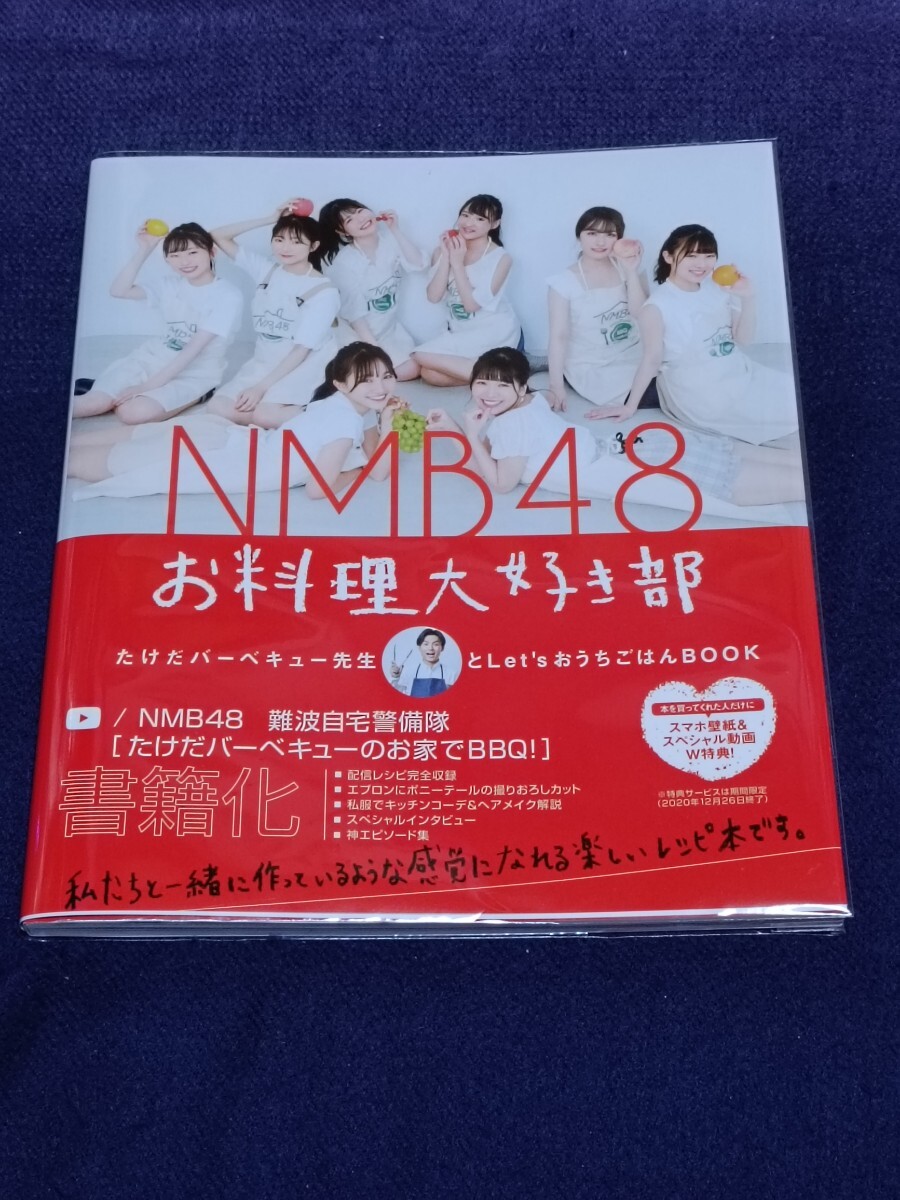 NMB48
NMB48
NMB48
お料理大好き部
たけだバーベキュー先生とLet'sおうちごはんBOOK
/ NMB48 難波自宅警備隊
[たけだバーベキューのお家でBBQ!]
書籍化
■ 配信レシピ完全収録
■ エプロンにポニーテールの撮りおろしカット
■ 私服でキッチンコーデ&ヘアメイク解説
■ スペシャルインタビュー
■ 神エピソード集
本を買ってくれた人だけに
スマホ壁紙&
スペシャル動画
W特典!
※特典サービスは期間限定
(2020年12月26日終了)
私たちと一緒に作っているような感覚になれる楽しいレシピ本です。